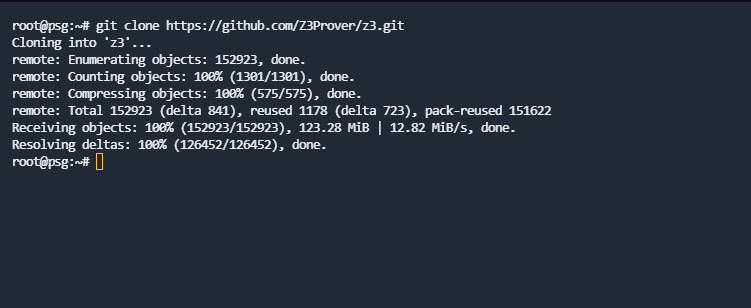 root@psg:~# git clone https://github.com/Z3Prover/z3.git
Cloning into 'z3'...
remote: Enumerating objects: 152923, done.
remote: Counting objects: 100% (1301/1301), done.
remote: Compressing objects: 100% (575/575), done.
remote: Total 152923 (delta 841), reused 1178 (delta 723), pack-reused 151622
Receiving objects: 100% (152923/152923), 123.28 MiB | 12.82 MiB/s, done.
Resolving deltas: 100% (126452/126452), done.
root@psg:~#